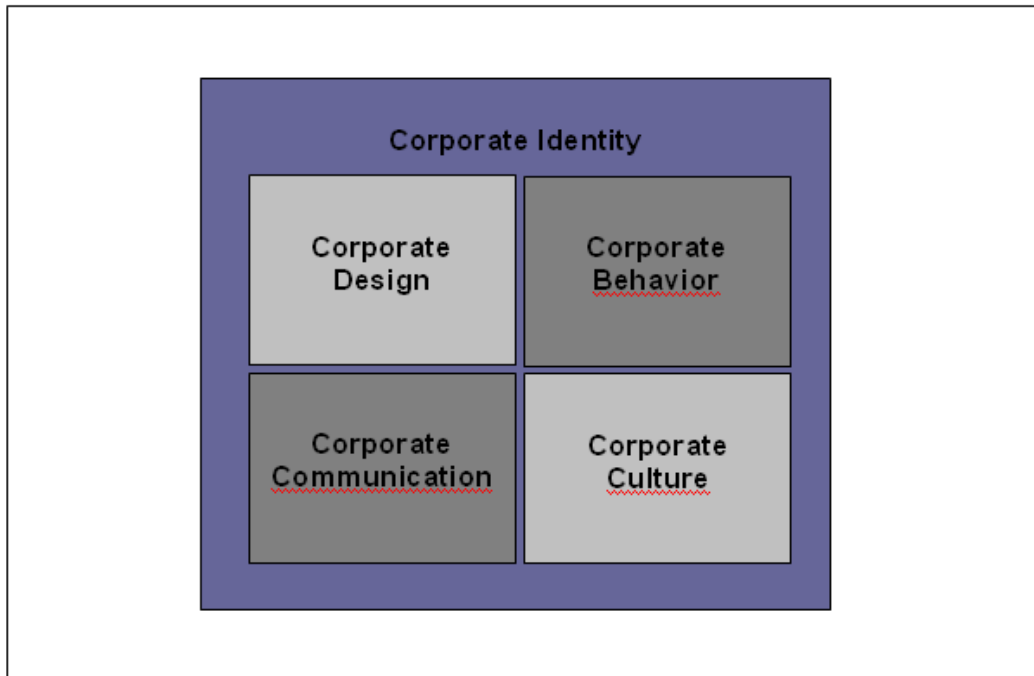 Corporate Identity
Corporate
Design
Corporate
Behavior
Corporate
Communication
Corporate
Culture